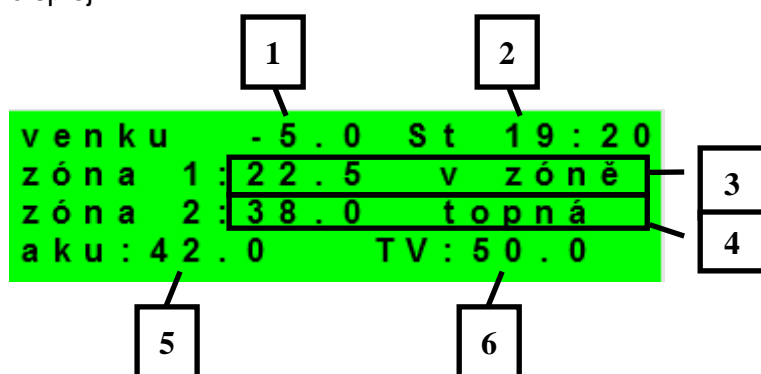 1 2
venku -5.0 St 19:20
zóna 1:22.5 v zóně
zóna 2:38.0 topná
aku:42.0 TV:50.0
3
4
5 6